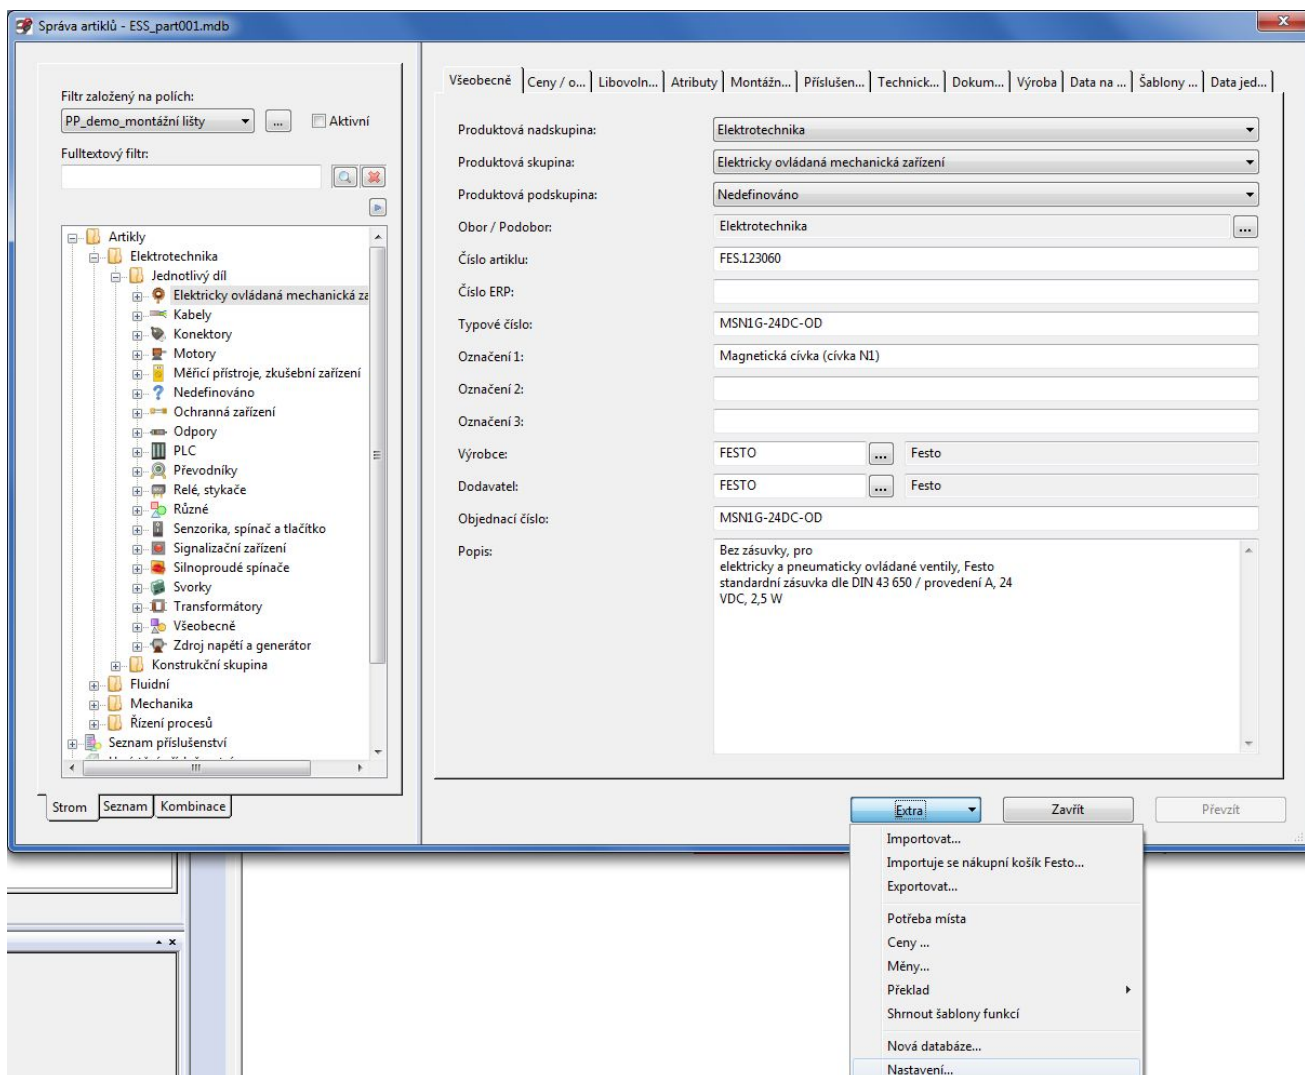 Správa artiklů - ESS_part001.mdb
Filtr založený na polích:
PP_demo_montážní lišty
...
Aktivní
Fulltextový filtr:
Artikly
Elektrotechnika
Jednotlivý díl
Elektricky ovládaná mechanická za
Kabely
Konektory
Motory
Měřicí přístroje, zkušební zařízení
Nedefinováno
Ochranná zařízení
Odpory
PLC
Převodníky
Relé, stykače
Různé
Senzorika, spínač a tlačítko
Signalizační zařízení
Silnoproudé spínače
Svorky
Transformátory
Všeobecně
Zdroj napětí a generátor
Konstrukční skupina
Fluidní
Mechanika
Řízení procesů
Seznam příslušenství
Strom
Seznam
Kombinace
Všeobecně
Ceny / o...
Libovoln...
Atributy
Montážn...
Příslušen...
Technick...
Dokum...
Výroba
Data na ...
Šablony ...
Data jed...
Produktová nadskupina:
Elektrotechnika
Produktová skupina:
Elektricky ovládaná mechanická zařízení
Produktová podskupina:
Nedefinováno
Obor / Podobor:
Elektrotechnika
...
Číslo artiklu:
FES.123060
Číslo ERP:
Typové číslo:
MSN1G-24DC-OD
Označení 1:
Magnetická cívka (cívka N1)
Označení 2:
Označení 3:
Výrobce:
FESTO
...
Festo
Dodavatel:
FESTO
...
Festo
Objednací číslo:
MSN1G-24DC-OD
Popis:
Bez zásuvky, pro
elektricky a pneumaticky ovládané ventily, Festo
standardní zásuvka dle DIN 43 650 / provedení A, 24
VDC, 2,5 W
Extra
Zavřít
Převzít
Importovat...
Importuje se nákupní košík Festo...
Exportovat...
Potřeba místa
Ceny ...
Měny...
Překlad
Shrnout šablony funkcí
Nová databáze...
Nastavení...